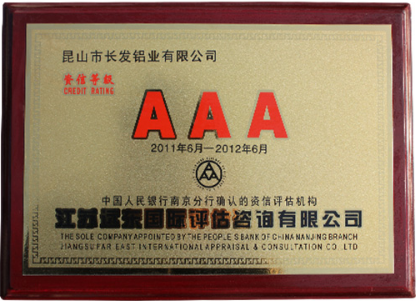 昆山市长发铝业有限公司
资信等级
CREDIT RATING
AAA
2011年6月—2012年6月
中国人民银行南京分行确认的资信评估机构
江苏远东国际评估咨询有限公司
THE SOLE COMPANY APPOINTED BY THE PEOPLE'S BANK OF CHINA NANJING BRANCH
JIANGSU FAR EAST INTERNATIONAL APPRAISAL & CONSULTATION CO. LTD